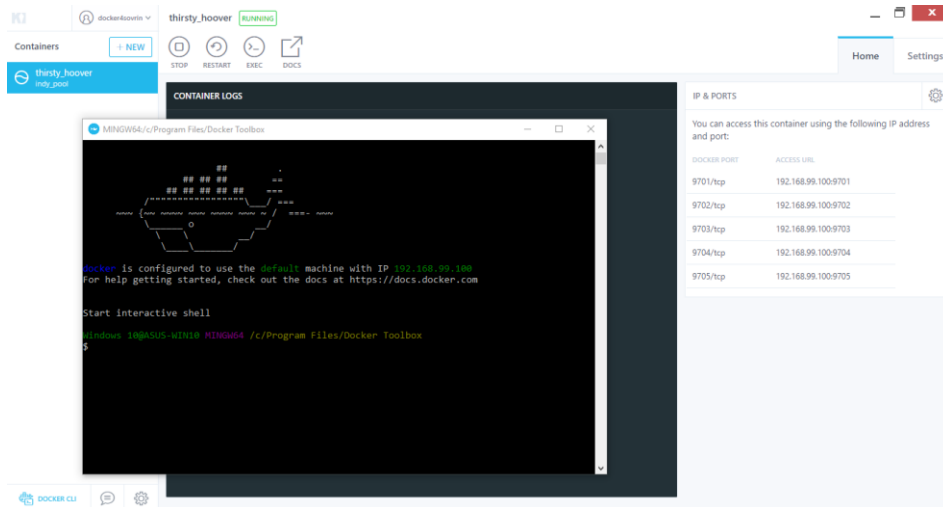 docker4sovrin
thirsty_hoover RUNNING
Containers
+ NEW
STOP RESTART EXEC DOCS
Home Settings
thirsty_hoover
indy_pool
CONTAINER LOGS
IP & PORTS
You can access this container using the following IP address
and port:
DOCKER PORT ACCESS URL
9701/tcp 192.168.99.100:9701
9702/tcp 192.168.99.100:9702
9703/tcp 192.168.99.100:9703
9704/tcp 192.168.99.100:9704
9705/tcp 192.168.99.100:9705
MINGW64:/c/Program Files/Docker Toolbox
docker is configured to use the default machine with IP 192.168.99.100
For help getting started, check out the docs at https://docs.docker.com
Start interactive shell
Windows 10@ASUS-WIN10 MINGW64 /c/Program Files/Docker Toolbox
$
DOCKER CLI